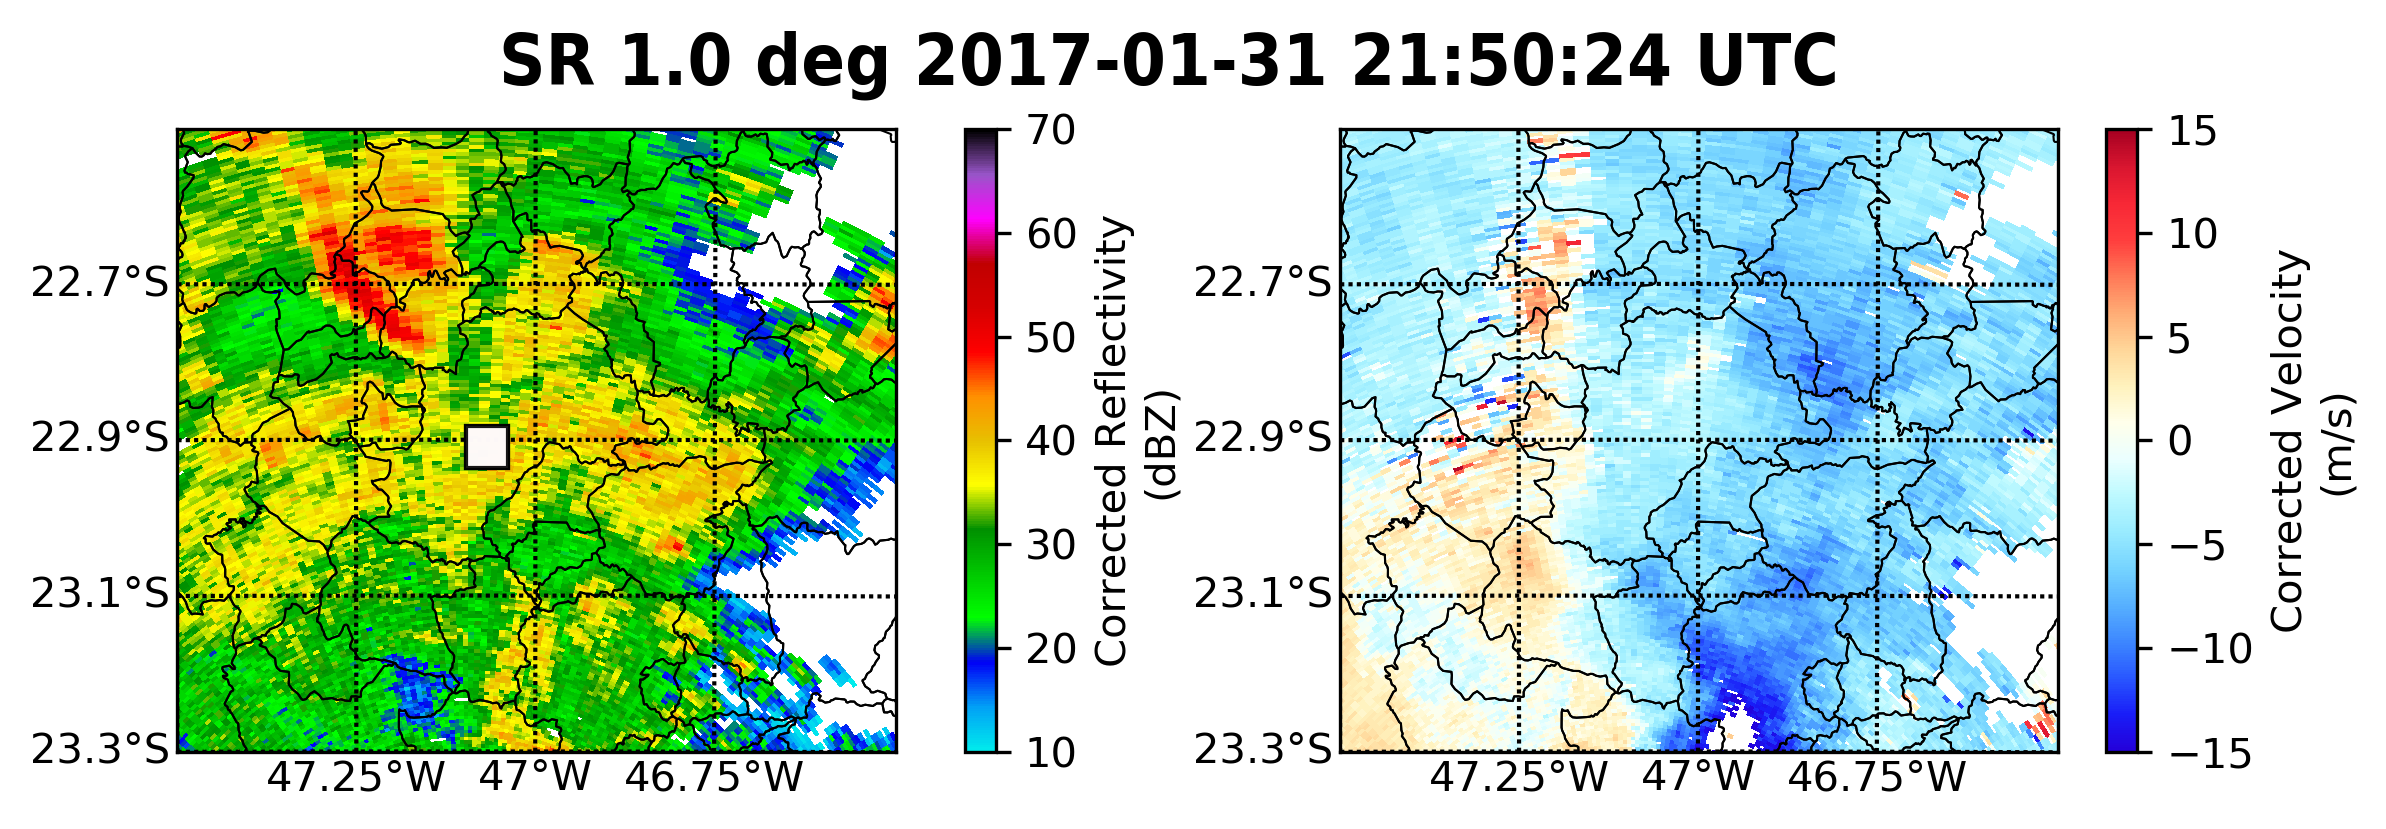 SR 1.0 deg 2017-01-31 21:50:24 UTC
22.7°S
22.9°S
23.1°S
23.3°S
47.25°W
47°W
46.75°W
70
60
50
40
30
20
10
Corrected Reflectivity
(dBZ)
22.7°S
22.9°S
23.1°S
23.3°S
47.25°W
47°W
46.75°W
15
10
5
0
−5
−10
−15
Corrected Velocity
(m/s)